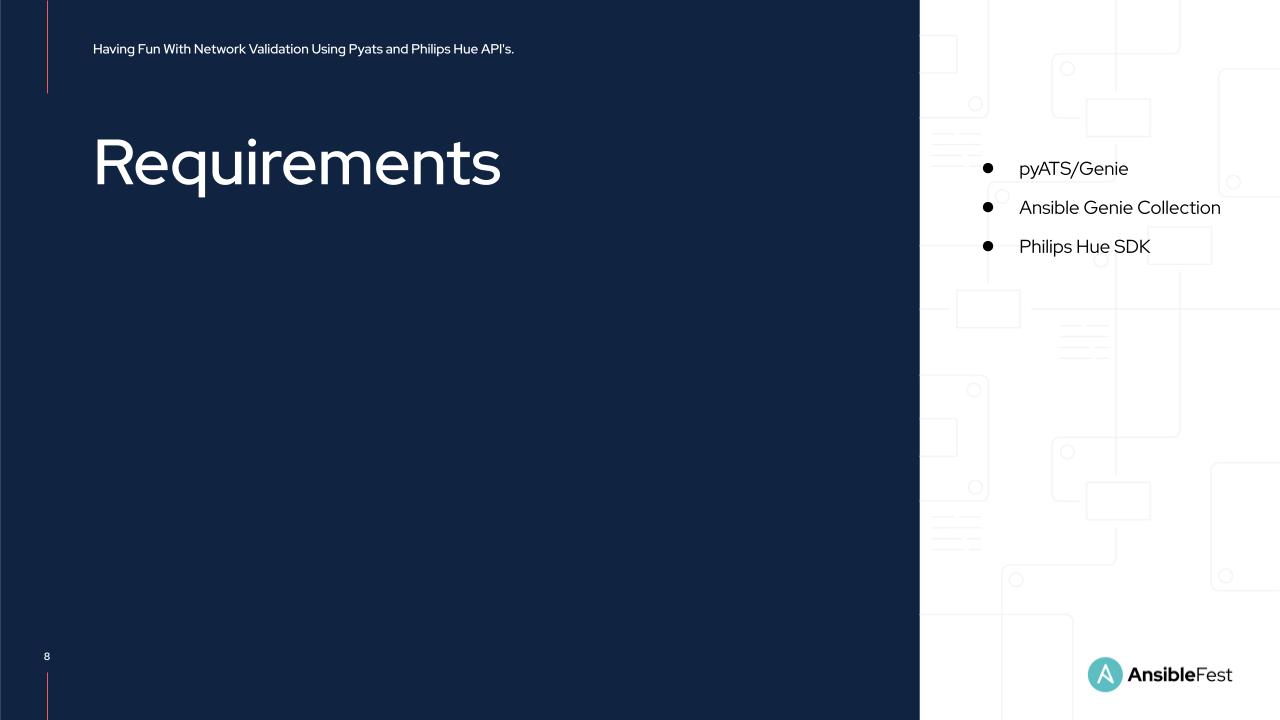 Having Fun With Network Validation Using Pyats and Philips Hue API's.
Requirements
● pyATS/Genie
● Ansible Genie Collection
● Philips Hue SDK
8
AnsibleFest